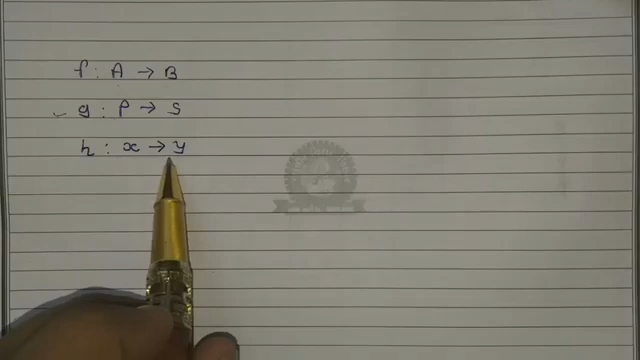 f : A → B
g : P → S
h : x → y